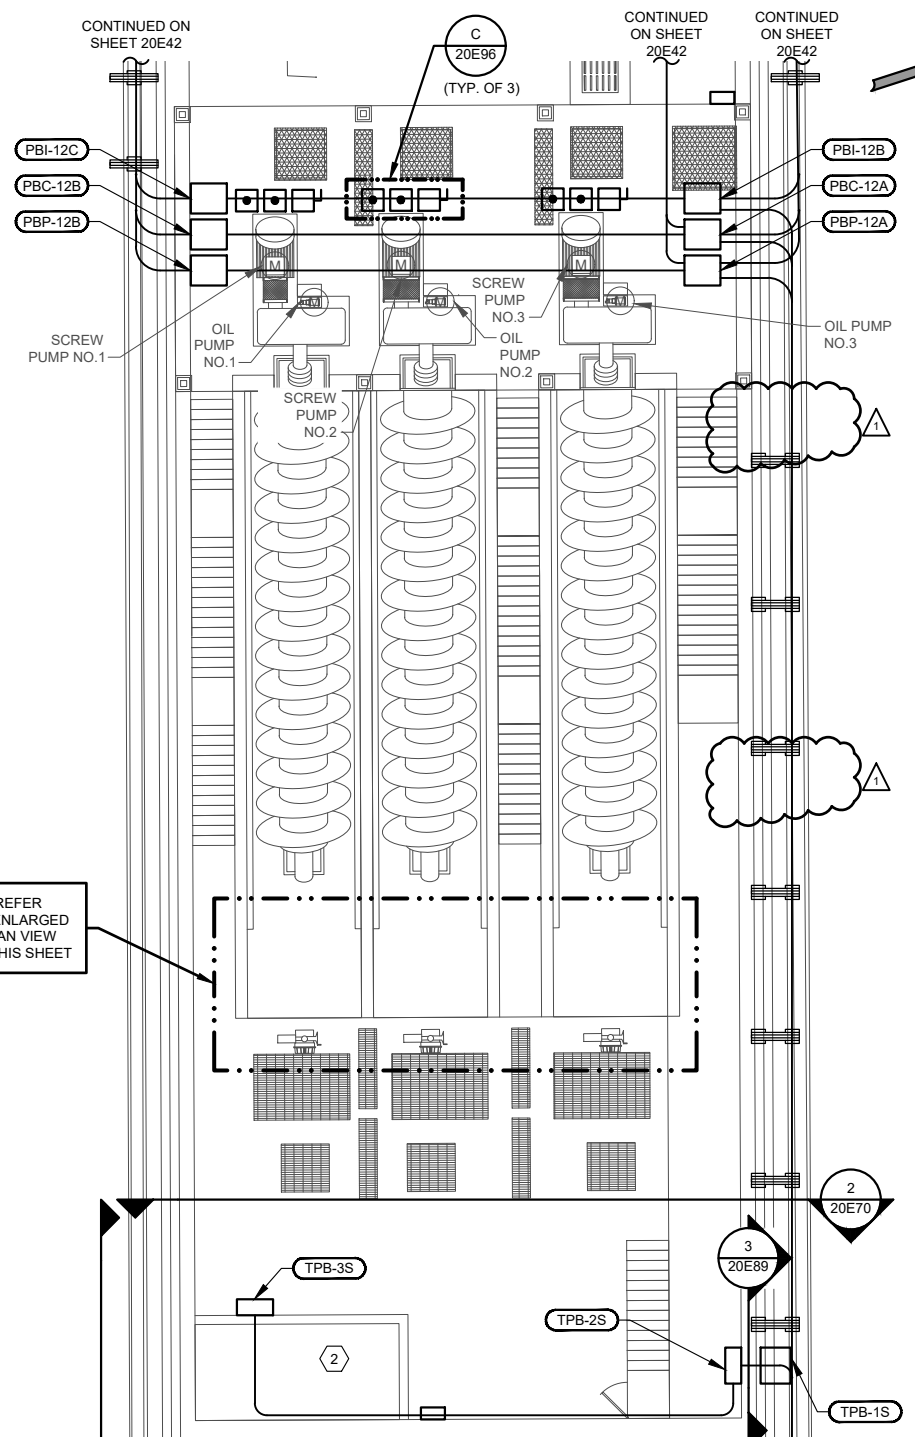 CONTINUED ON
SHEET 20E42
C
20E96
(TYP. OF 3)
CONTINUED
ON SHEET
20E42
CONTINUED
ON SHEET
20E42
PBI-12C
PBC-12B
PBP-12B
PBI-12B
PBC-12A
PBP-12A
M
M
M
M
M
M
SCREW
PUMP NO.1
OIL
PUMP
NO.1
SCREW
PUMP
NO.2
OIL
PUMP
NO.2
SCREW
PUMP
NO.3
OIL PUMP
NO.3
1
1
REFER
ENLARGED
AN VIEW
THIS SHEET
2
20E70
3
20E89
TPB-3S
TPB-2S
2
TPB-1S